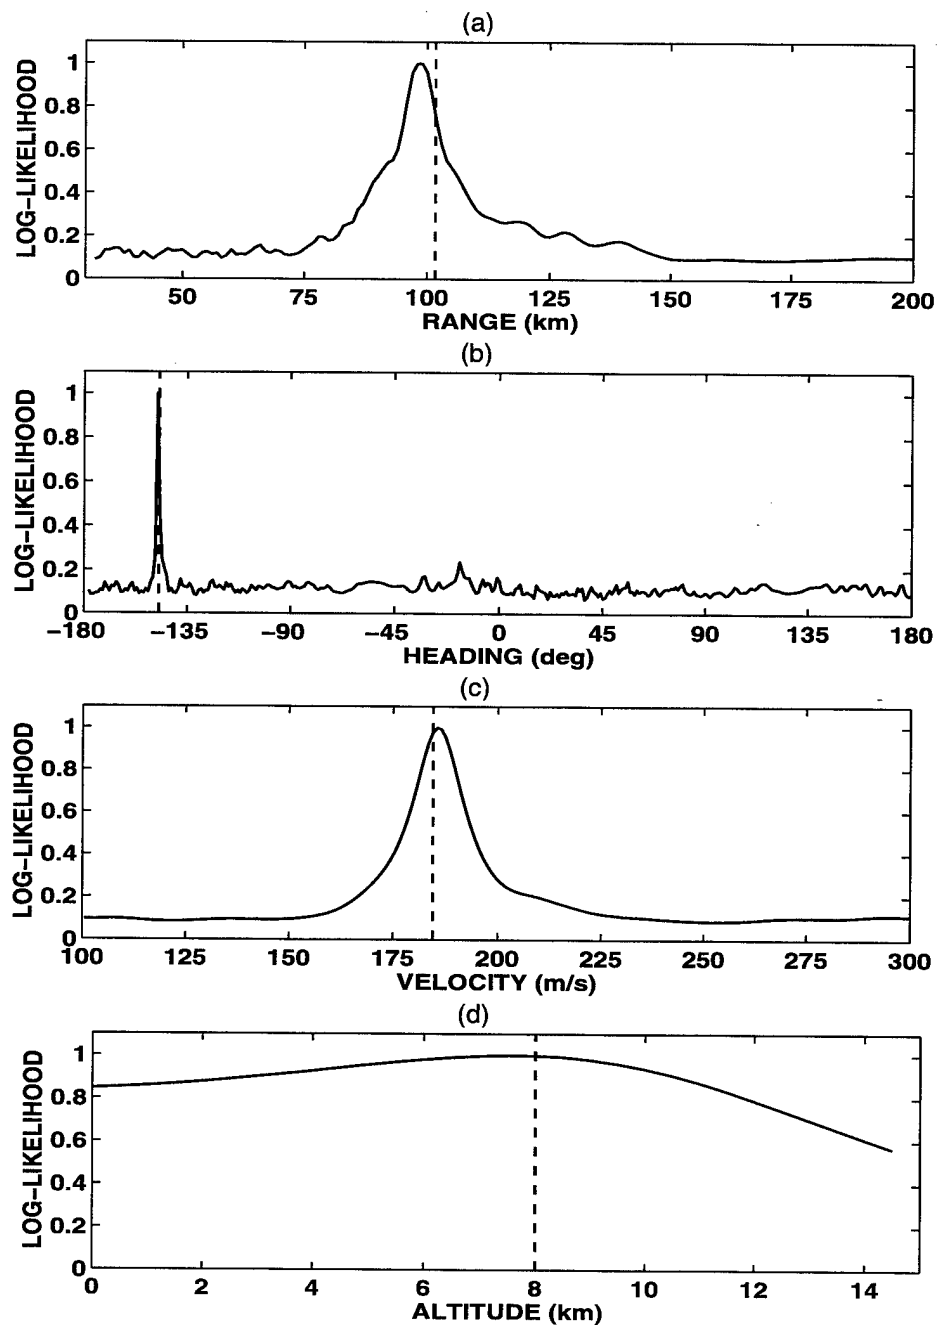 (a)
LOG-LIKELIHOOD
1
0.8
0.6
0.4
0.2
0
50 75 100 125 150 175 200
RANGE (km)
(b)
LOG-LIKELIHOOD
1
0.8
0.6
0.4
0.2
0
-180 -135 -90 -45 0 45 90 135 180
HEADING (deg)
(c)
LOG-LIKELIHOOD
1
0.8
0.6
0.4
0.2
0
100 125 150 175 200 225 250 275 300
VELOCITY (m/s)
(d)
LOG-LIKELIHOOD
1
0.8
0.6
0.4
0.2
0
0 2 4 6 8 10 12 14
ALTITUDE (km)